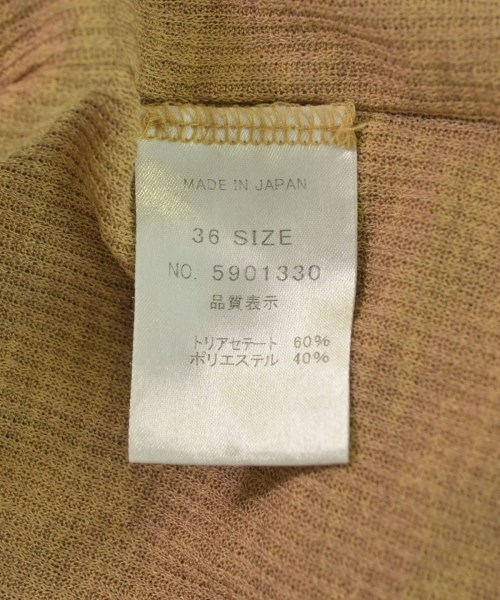 MADE IN JAPAN
36 SIZE
NO. 5901330
品質表示
トリアセテート 60%
ポリエステル 40%